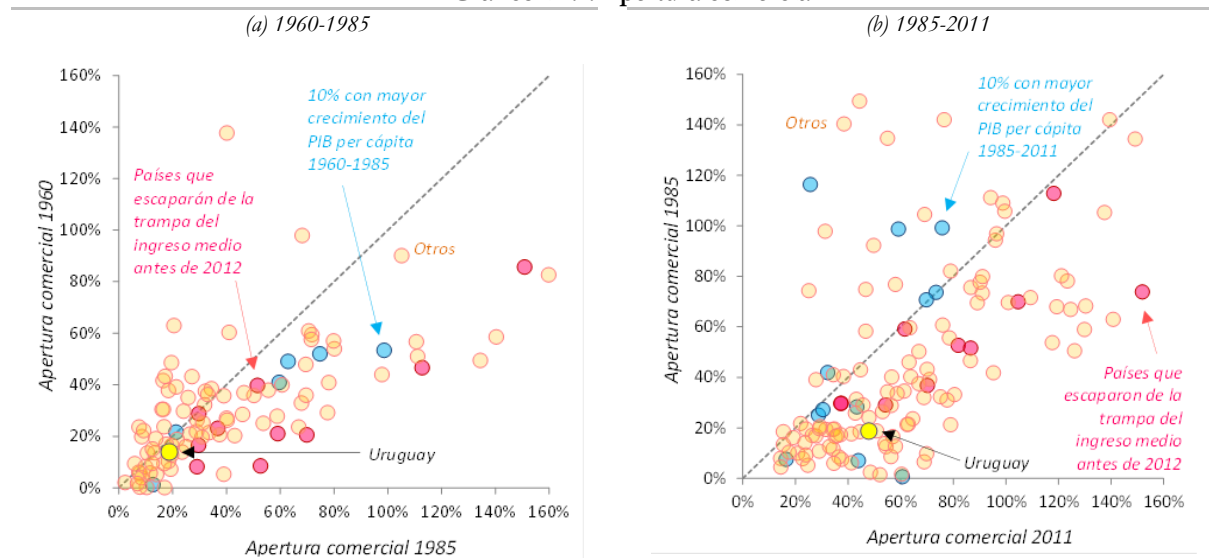 (a) 1960-1985
(b) 1985-2011
160%
140%
120%
100%
80%
60%
40%
20%
0%
Apertura comercial 1960
10% con mayor
crecimiento del
PIB per cápita
1960-1985
Países que
escaparán de la
trampa del
ingreso medio
antes de 2012
Otros
Uruguay
0% 20% 40% 60% 80% 100% 120% 140% 160%
Apertura comercial 1985
160%
140%
120%
100%
80%
60%
40%
20%
0%
Apertura comercial 1985
Otros
10% con mayor
crecimiento del
PIB per cápita
1985-2011
Países que
escaparon de la
trampa del
ingreso medio
antes de 2012
Uruguay
0% 20% 40% 60% 80% 100% 120% 140% 160%
Apertura comercial 2011